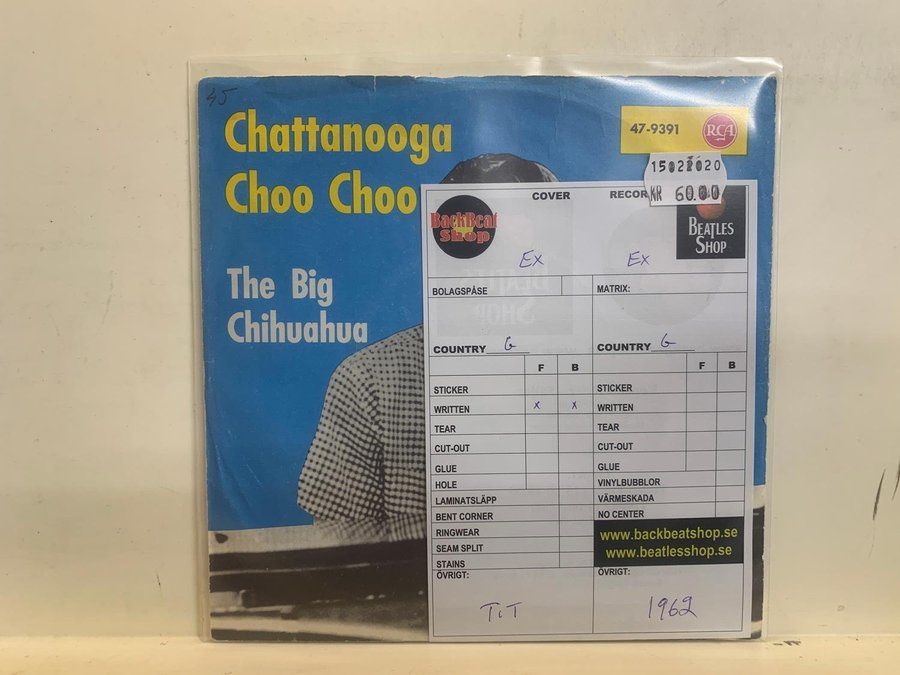 45
Chattanooga
Choo Choo
47-9391
RCA
15022020
KR 60.00
The Big
Chihuahua
COVER
RECOR
BackBeat
Shop
BEATLES
SHOP
Ex
Ex
BOLAGSPÅSE
MATRIX:
COUNTRY G
COUNTRY G
F B
F B
STICKER
STICKER
WRITTEN x x
WRITTEN
TEAR
TEAR
CUT-OUT
CUT-OUT
GLUE
GLUE
HOLE
VINYLBUBBLOR
LAMINATSLÄPP
VÄRMESKADA
BENT CORNER
NO CENTER
RINGWEAR
SEAM SPLIT
STAINS
www.backbeatshop.se
www.beatlesshop.se
ÖVRIGT:
ÖVRIGT:
TiT
1962